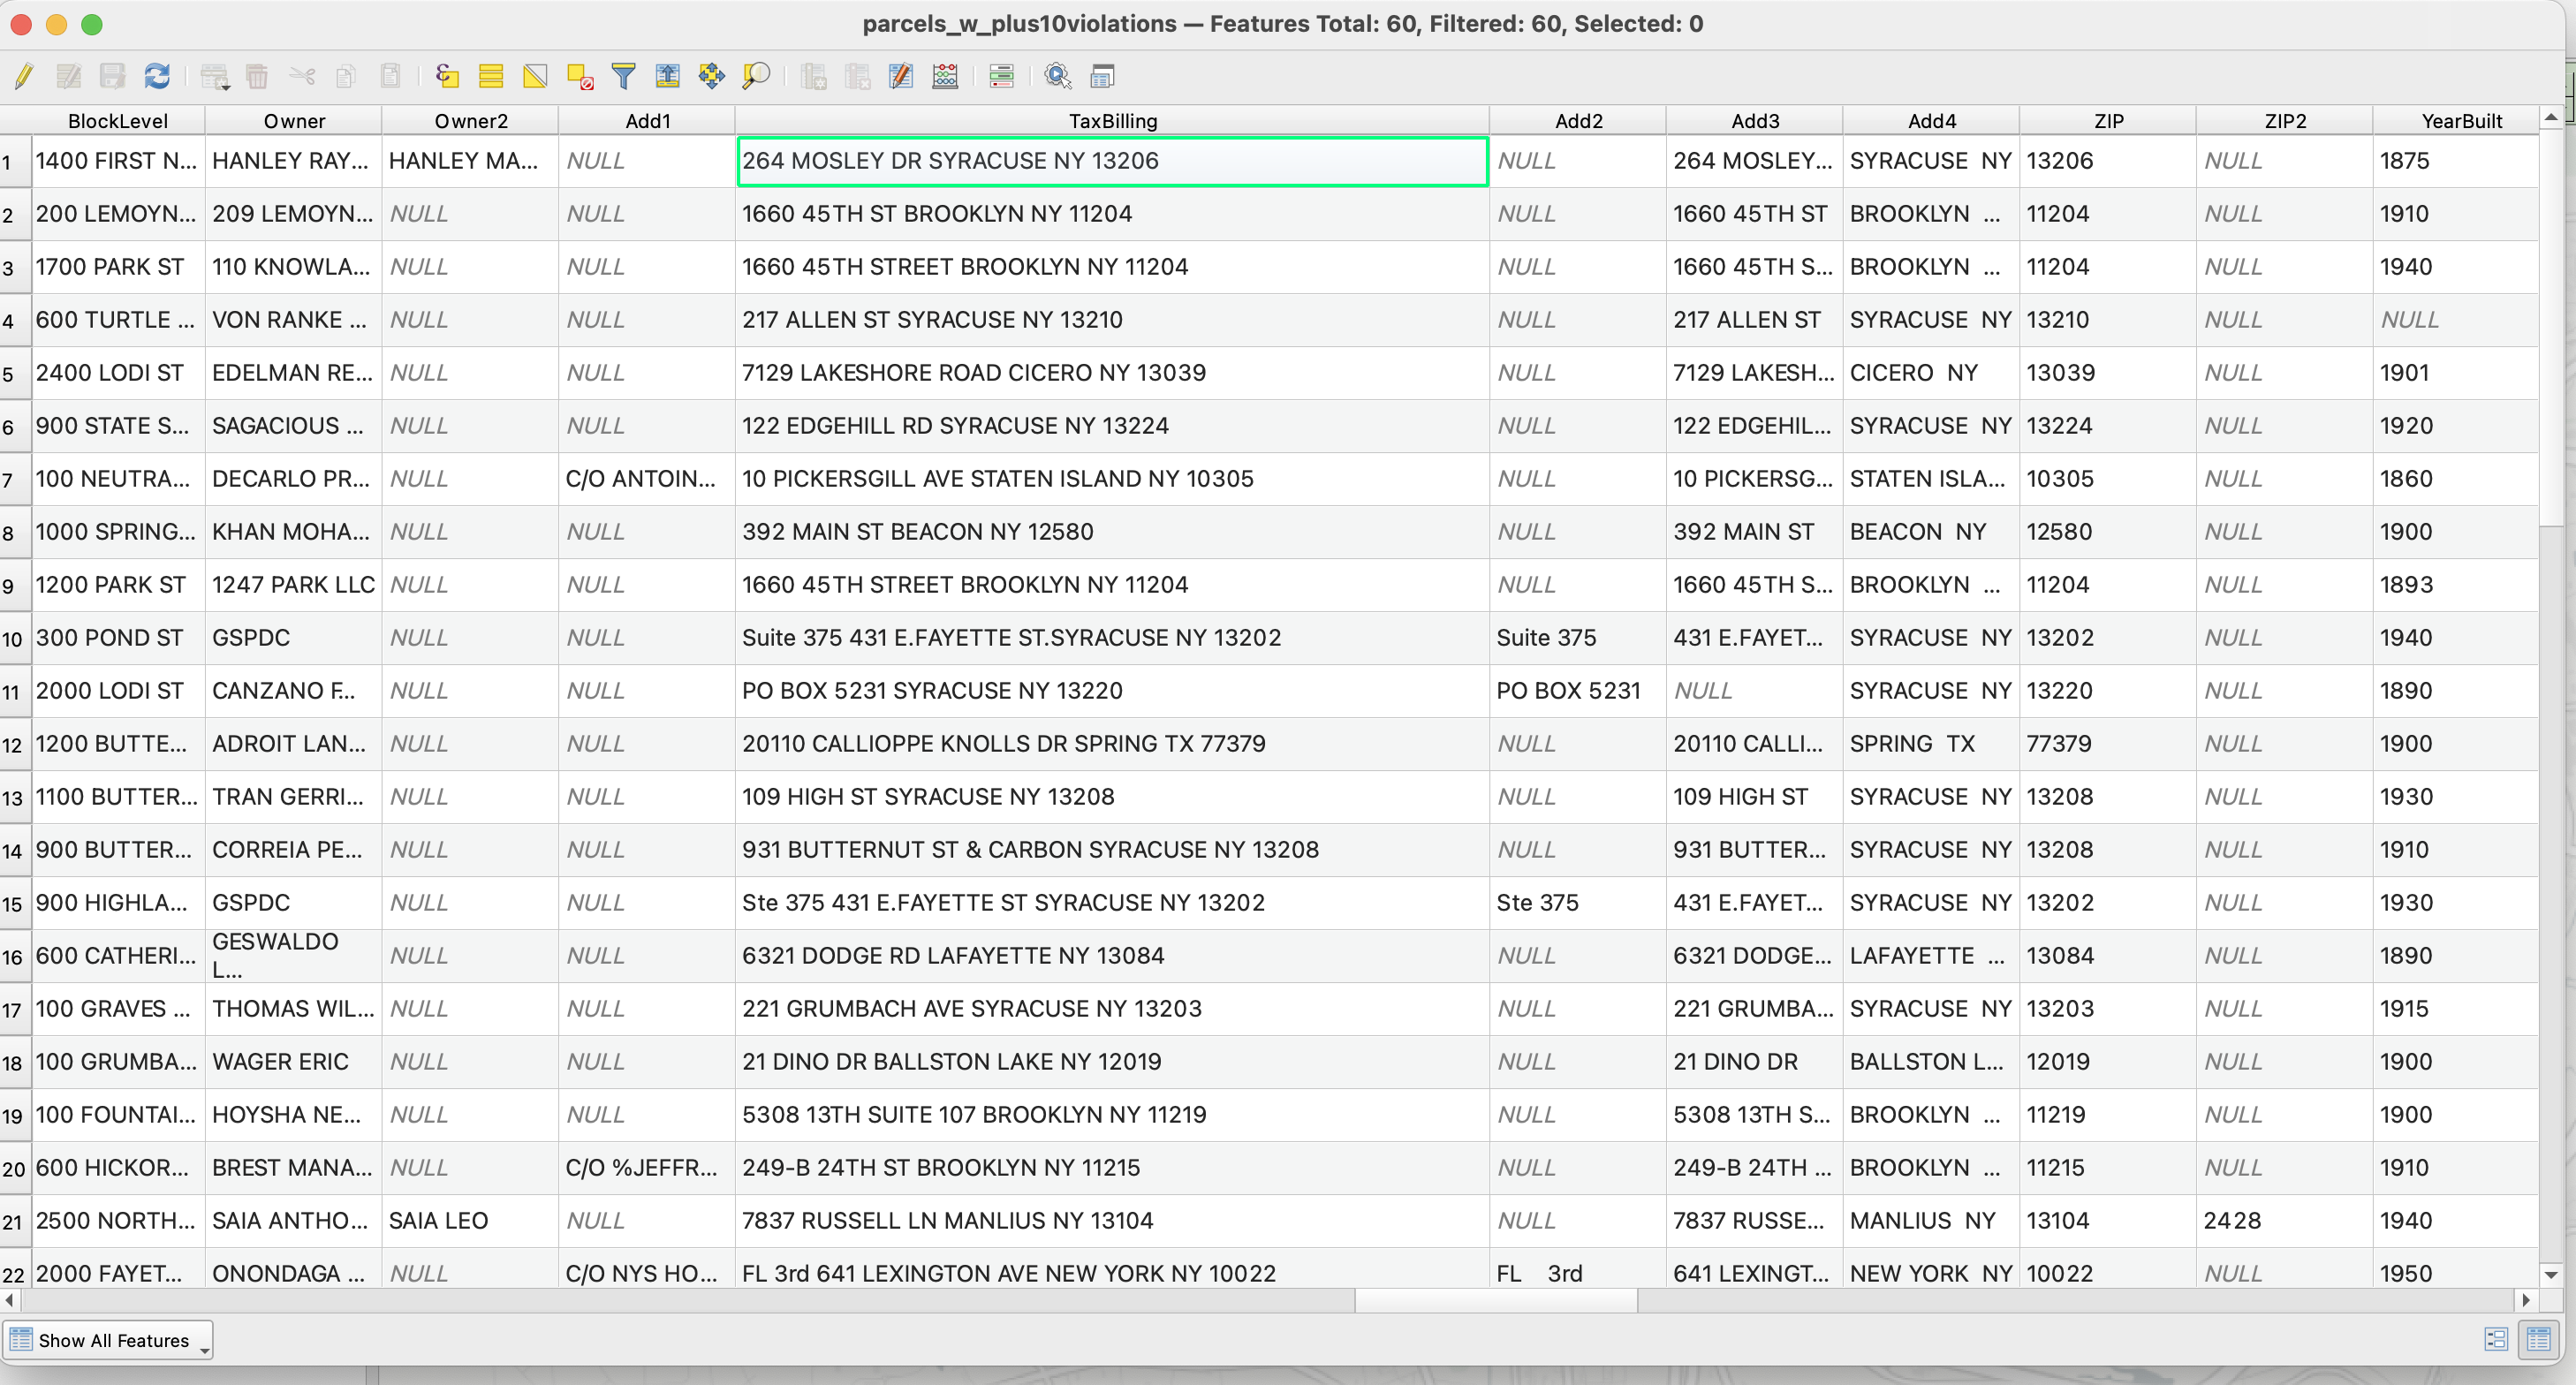 parcels_w_plus10violations — Features Total: 60, Filtered: 60, Selected: 0
BlockLevel Owner Owner2 Add1 TaxBilling Add2 Add3 Add4 ZIP ZIP2 YearBuilt
1 1400 FIRST N... HANLEY RAY... HANLEY MA... NULL 264 MOSLEY DR SYRACUSE NY 13206 NULL 264 MOSLEY... SYRACUSE NY 13206 NULL 1875
2 200 LEMOYN... 209 LEMOYN... NULL NULL 1660 45TH ST BROOKLYN NY 11204 NULL 1660 45TH ST BROOKLYN ... 11204 NULL 1910
3 1700 PARK ST 110 KNOWLA... NULL NULL 1660 45TH STREET BROOKLYN NY 11204 NULL 1660 45TH S... BROOKLYN ... 11204 NULL 1940
4 600 TURTLE ... VON RANKE ... NULL NULL 217 ALLEN ST SYRACUSE NY 13210 NULL 217 ALLEN ST SYRACUSE NY 13210 NULL NULL
5 2400 LODI ST EDELMAN RE... NULL NULL 7129 LAKESHORE ROAD CICERO NY 13039 NULL 7129 LAKESH... CICERO NY 13039 NULL 1901
6 900 STATE S... SAGACIOUS ... NULL NULL 122 EDGEHILL RD SYRACUSE NY 13224 NULL 122 EDGEHIL... SYRACUSE NY 13224 NULL 1920
7 100 NEUTRA... DECARLO PR... NULL C/O ANTOIN... 10 PICKERSGILL AVE STATEN ISLAND NY 10305 NULL 10 PICKERSG... STATEN ISLA... 10305 NULL 1860
8 1000 SPRING... KHAN MOHA... NULL NULL 392 MAIN ST BEACON NY 12580 NULL 392 MAIN ST BEACON NY 12580 NULL 1900
9 1200 PARK ST 1247 PARK LLC NULL NULL 1660 45TH STREET BROOKLYN NY 11204 NULL 1660 45TH S... BROOKLYN ... 11204 NULL 1893
10 300 POND ST GSPDC NULL NULL Suite 375 431 E.FAYETTE ST.SYRACUSE NY 13202 Suite 375 431 E.FAYET... SYRACUSE NY 13202 NULL 1940
11 2000 LODI ST CANZANO F... NULL NULL PO BOX 5231 SYRACUSE NY 13220 PO BOX 5231 NULL SYRACUSE NY 13220 NULL 1890
12 1200 BUTTE... ADROIT LAN... NULL NULL 20110 CALLIOPPE KNOLLS DR SPRING TX 77379 NULL 20110 CALLI... SPRING TX 77379 NULL 1900
13 1100 BUTTER... TRAN GERRI... NULL NULL 109 HIGH ST SYRACUSE NY 13208 NULL 109 HIGH ST SYRACUSE NY 13208 NULL 1930
14 900 BUTTER... CORREIA PE... NULL NULL 931 BUTTERNUT ST & CARBON SYRACUSE NY 13208 NULL 931 BUTTER... SYRACUSE NY 13208 NULL 1910
15 900 HIGHLA... GSPDC NULL NULL Ste 375 431 E.FAYETTE ST SYRACUSE NY 13202 Ste 375 431 E.FAYET... SYRACUSE NY 13202 NULL 1930
16 600 CATHERI... GESWALDO L... NULL NULL 6321 DODGE RD LAFAYETTE NY 13084 NULL 6321 DODGE... LAFAYETTE ... 13084 NULL 1890
17 100 GRAVES ... THOMAS WIL... NULL NULL 221 GRUMBACH AVE SYRACUSE NY 13203 NULL 221 GRUMBA... SYRACUSE NY 13203 NULL 1915
18 100 GRUMBA... WAGER ERIC NULL NULL 21 DINO DR BALLSTON LAKE NY 12019 NULL 21 DINO DR BALLSTON L... 12019 NULL 1900
19 100 FOUNTAI... HOYSHA NE... NULL NULL 5308 13TH SUITE 107 BROOKLYN NY 11219 NULL 5308 13TH S... BROOKLYN ... 11219 NULL 1900
20 600 HICKOR... BREST MANA... NULL C/O %JEFFR... 249-B 24TH ST BROOKLYN NY 11215 NULL 249-B 24TH ... BROOKLYN ... 11215 NULL 1910
21 2500 NORTH... SAIA ANTHO... SAIA LEO NULL 7837 RUSSELL LN MANLIUS NY 13104 NULL 7837 RUSSE... MANLIUS NY 13104 2428 1940
22 2000 FAYET... ONONDAGA ... NULL C/O NYS HO... FL 3rd 641 LEXINGTON AVE NEW YORK NY 10022 FL 3rd 641 LEXINGT... NEW YORK NY 10022 NULL 1950
Show All Features